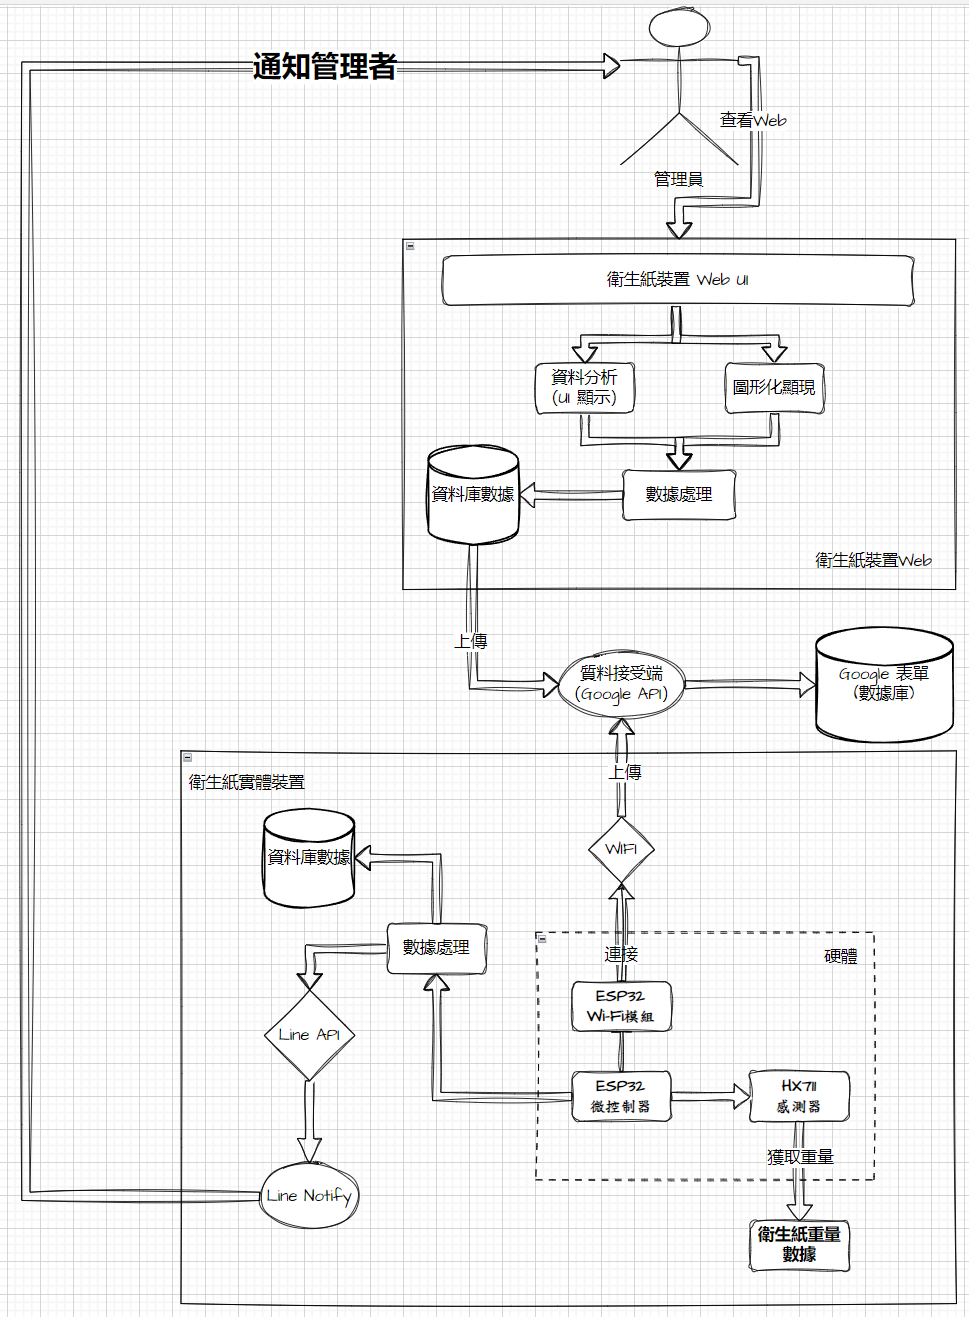 通知管理者
查看Web
管理員
衛生紙裝置 Web UI
資料分析
(UI 顯示)
圖形化顯現
資料庫數據
數據處理
衛生紙裝置Web
上傳
質料接受端
(Google API)
Google 表單
(數據庫)
上傳
衛生紙實體裝置
資料庫數據
WIFI
數據處理
連接
硬體
ESP32
Wi-Fi模組
Line API
ESP32
微控制器
HX711
感測器
獲取重量
Line Notify
衛生紙重量
數據